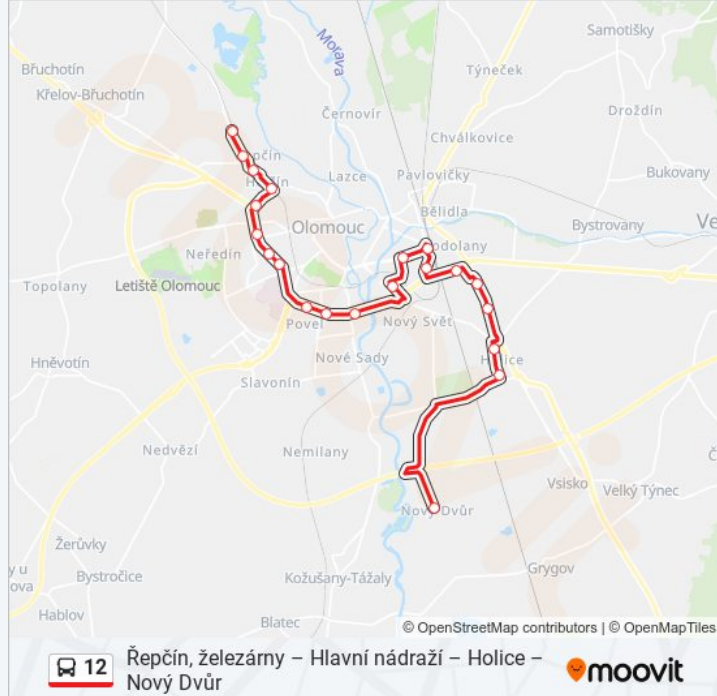 Samotišky
Břuchotín
Morava
Týneček
Křelov-Břuchotín
Droždín
Černovír
Chválkovice
Lazce
Pavlovičky
Bukovany
Bělidla
Olomouc
Bystrovany
Neředín
Topolany
Letiště Olomouc
Povel
Nový Svět
Nové Sady
Holice
Hněvotín
Slavonín
Nedvězí
Nemilany
Vsisko
Velký Týnec
Nový Dvůr
Žerůvky
Bystročice
Kožušany-Tážaly
Grygov
Hablov
Blatec
© OpenStreetMap contributors | © OpenMapTiles
12
Řepčín, železárny – Hlavní nádraží – Holice –
Nový Dvůr
moovit